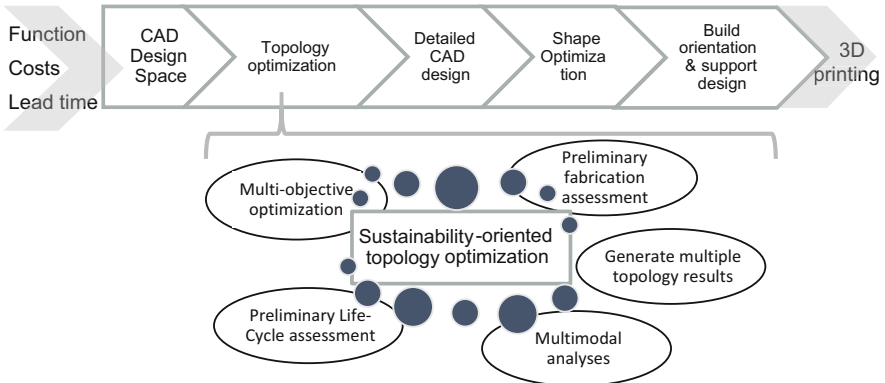 Function
Costs
Lead time
CAD
Design
Space
Topology
optimization
Detailed
CAD
design
Shape
Optimiza
tion
Build
orientation
& support
design
3D
printing
Multi-objective
optimization
Preliminary
fabrication
assessment
Sustainability-oriented
topology optimization
Generate multiple
topology results
Preliminary Life-
Cycle assessment
Multimodal
analyses